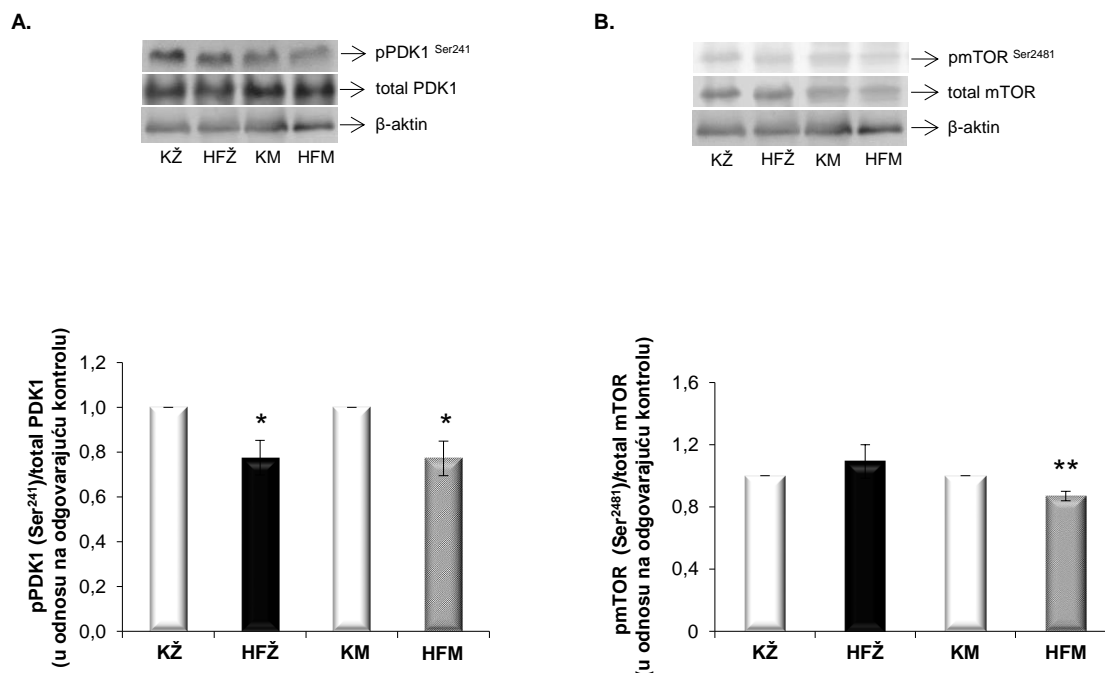 A.
pPDK1 Ser241
total PDK1
β-aktin
KŽ HFŽ KM HFM
B.
pmTOR Ser2481
total mTOR
β-aktin
KŽ HFŽ KM HFM
pPDK1 (Ser241)/total PDK1
(u odnosu na odgovarajuću kontrolu)
1,2
1,0
0,8
0,6
0,4
0,2
0,0
* *
KŽ HFŽ KM HFM
pmTOR (Ser2481)/total mTOR
(u odnosu na odgovarajuću kontrolu)
1,6
1,2
0,8
0,4
0
**
KŽ HFŽ KM HFM